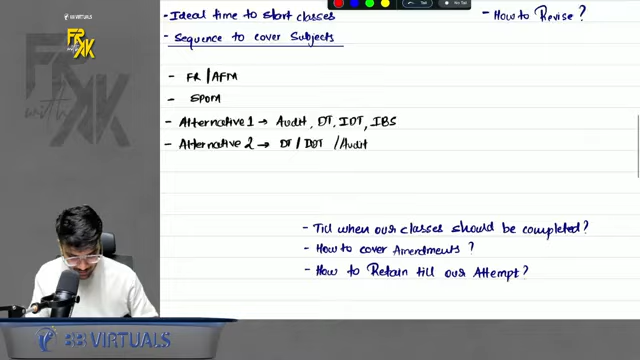 - Ideal time to start classes
- How to Revise?
- Sequence to cover Subjects
- FR/AFM
- SPOM
- Alternative 1 → Audit, DT, IDT, IBS
- Alternative 2 → DT/IDT/Audit
- Till when our classes should be completed?
- How to cover Amendments?
- How to Retain till our Attempt?
FR
with
KK
VIRTUALS